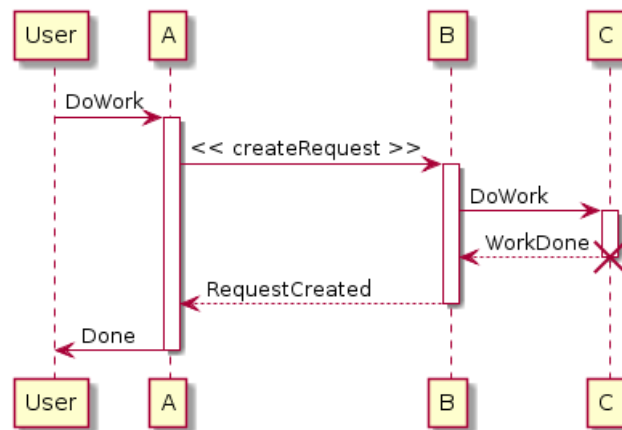 User A B C
DoWork
<< createRequest >>
DoWork
WorkDone
RequestCreated
Done
User A B C